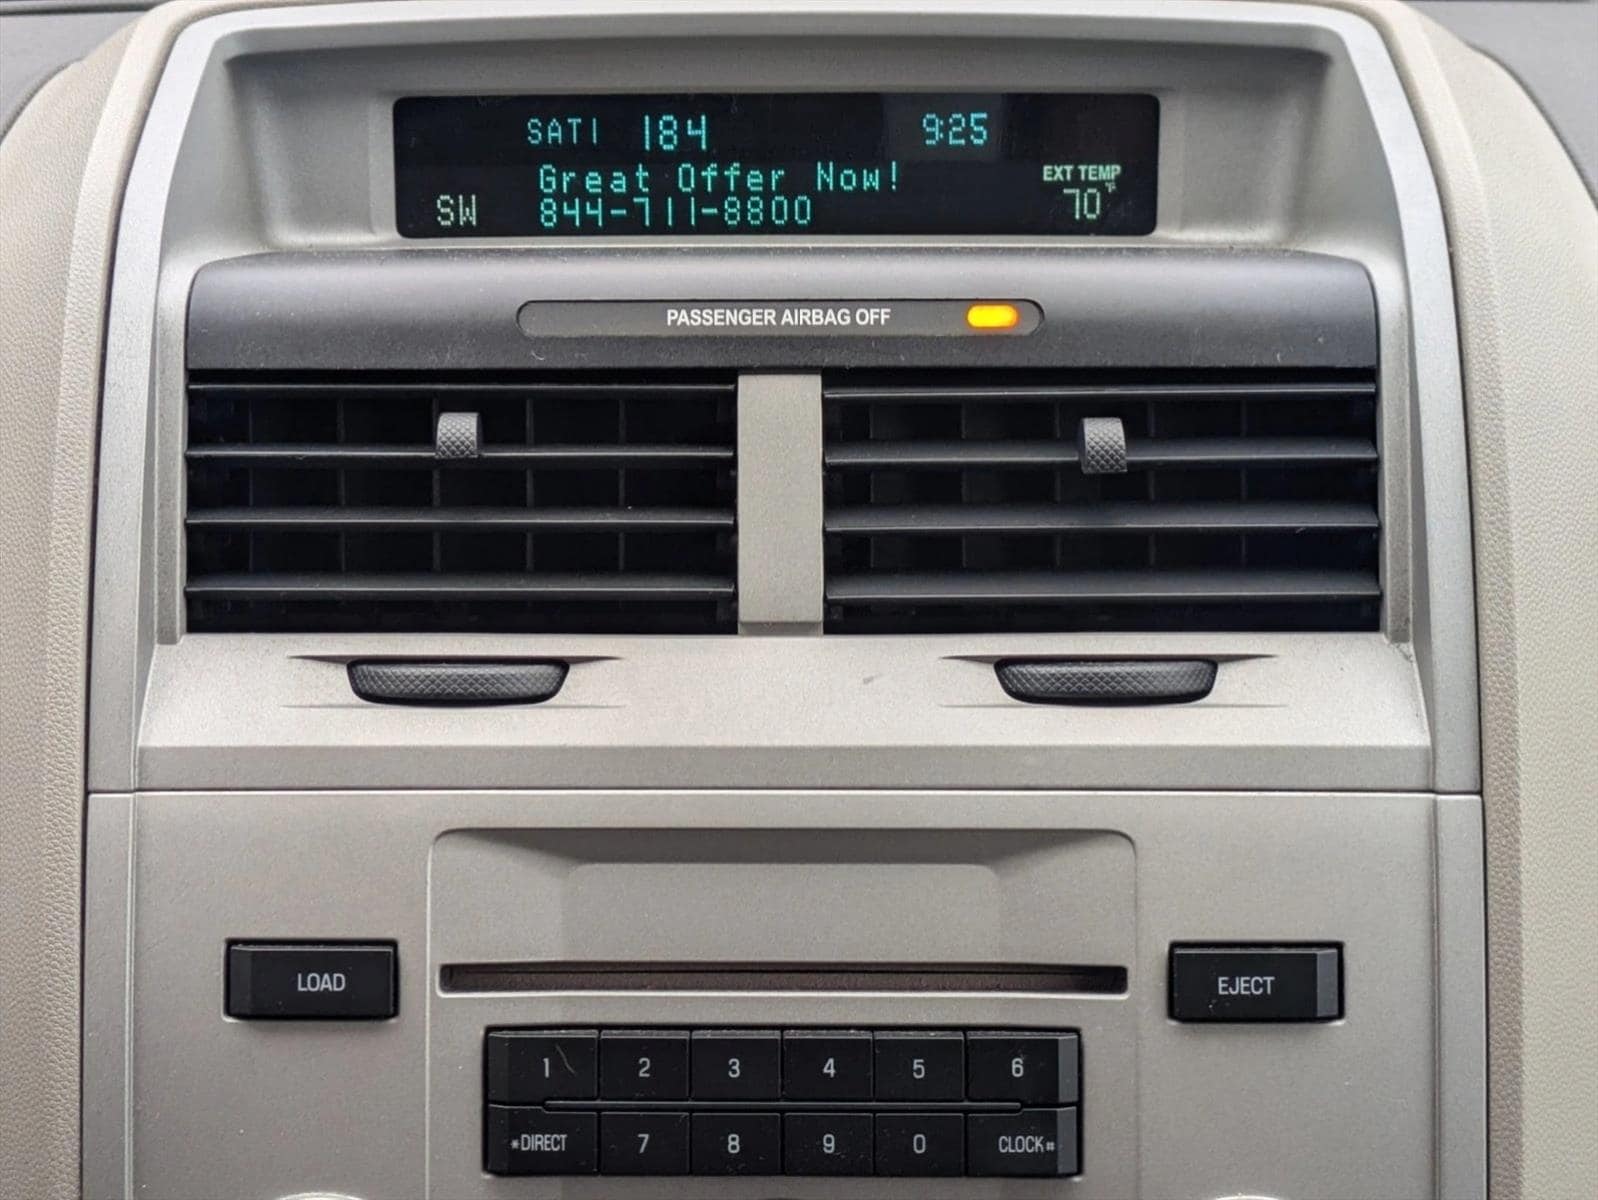 SAT1 184 9:25
Great Offer Now!
EXT TEMP
SW 844-711-8800 70°F
PASSENGER AIRBAG OFF
LOAD
EJECT
1 2 3 4 5 6
*DIRECT 7 8 9 0 CLOCK#